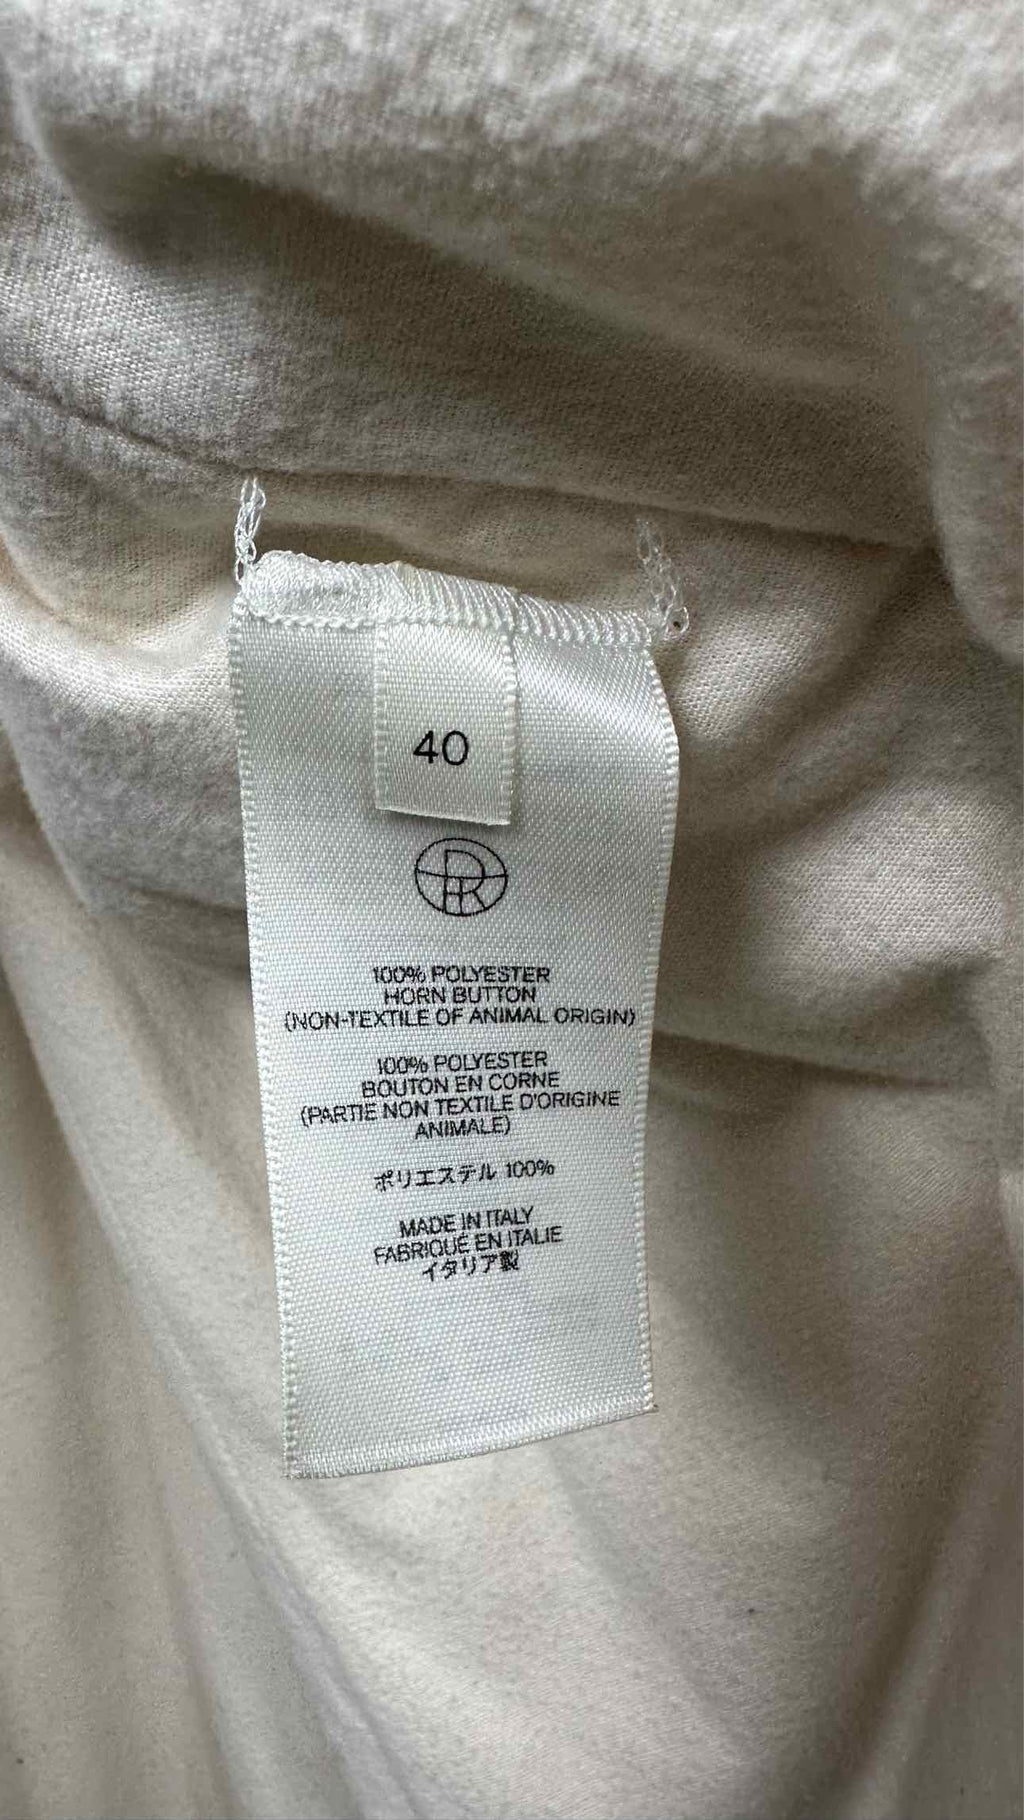 40
100% POLYESTER
HORN BUTTON
(NON-TEXTILE OF ANIMAL ORIGIN)
100% POLYESTER
BOUTON EN CORNE
(PARTIE NON TEXTILE D'ORIGINE
ANIMALE)
ポリエステル 100%
MADE IN ITALY
FABRIQUÉ EN ITALIE
イタリア製